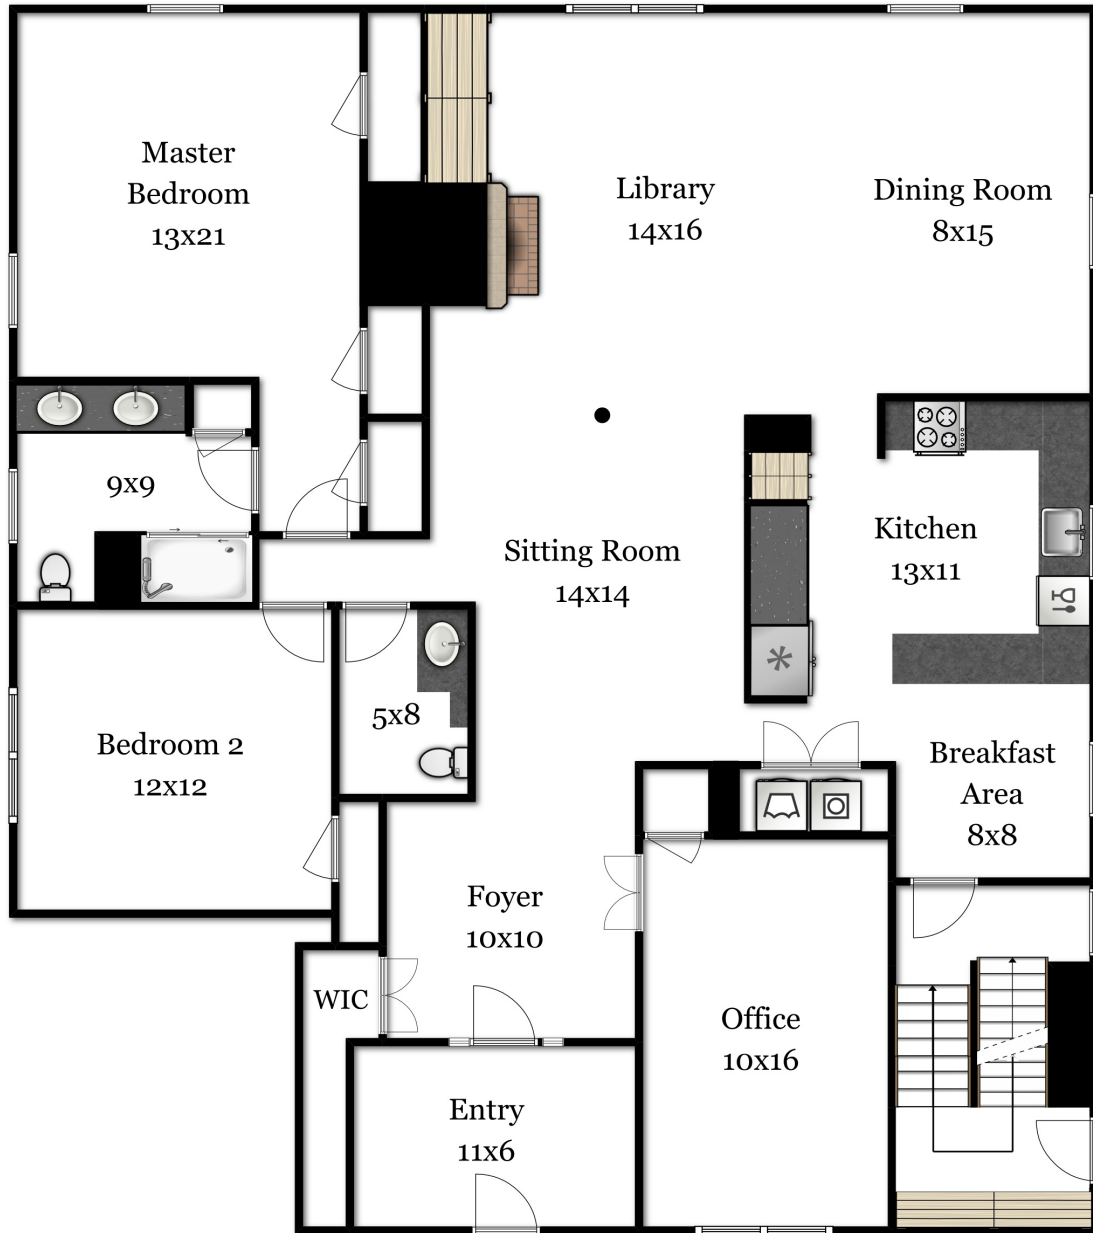 Master
Bedroom
13x21
Library
14x16
Dining Room
8x15
9x9
Sitting Room
14x14
Kitchen
13x11
5x8
Bedroom 2
12x12
Breakfast
Area
8x8
Foyer
10x10
WIC
Office
10x16
Entry
11x6